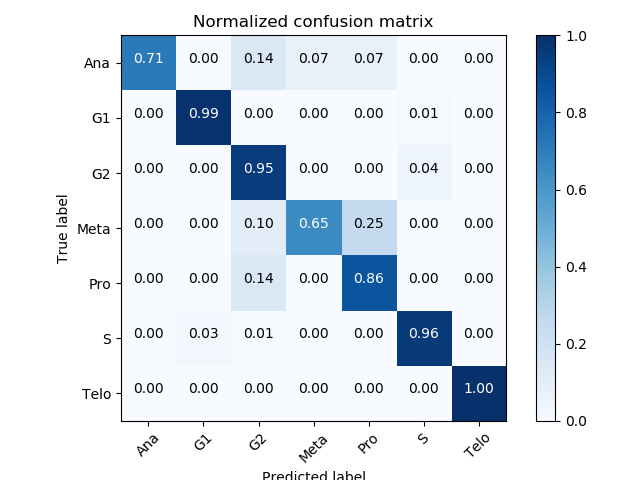 Normalized confusion matrix
Ana 0.71 0.00 0.14 0.07 0.07 0.00 0.00
G1 0.00 0.99 0.00 0.00 0.00 0.01 0.00
G2 0.00 0.00 0.95 0.00 0.00 0.04 0.00
Meta 0.00 0.00 0.10 0.65 0.25 0.00 0.00
Pro 0.00 0.00 0.14 0.00 0.86 0.00 0.00
S 0.00 0.03 0.01 0.00 0.00 0.96 0.00
Telo 0.00 0.00 0.00 0.00 0.00 0.00 1.00
Ana G1 G2 Meta Pro S Telo
True label
Predicted label
1.0
0.8
0.6
0.4
0.2
0.0